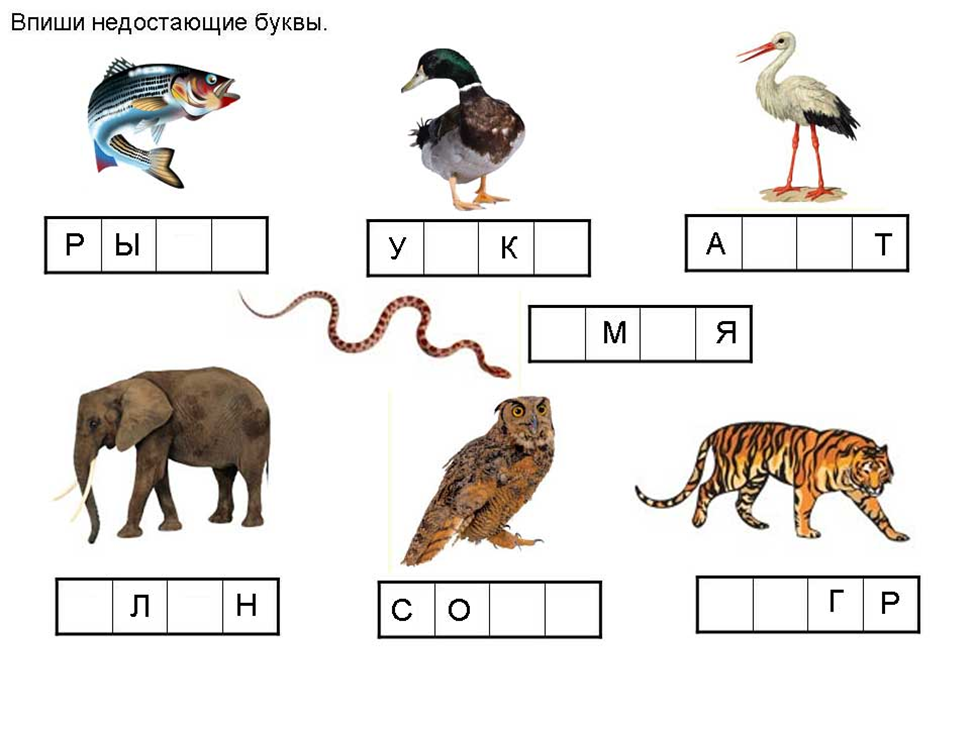 Впиши недостающие буквы.
Р Ы
У К
А Т
М Я
Л Н
С О
Г Р